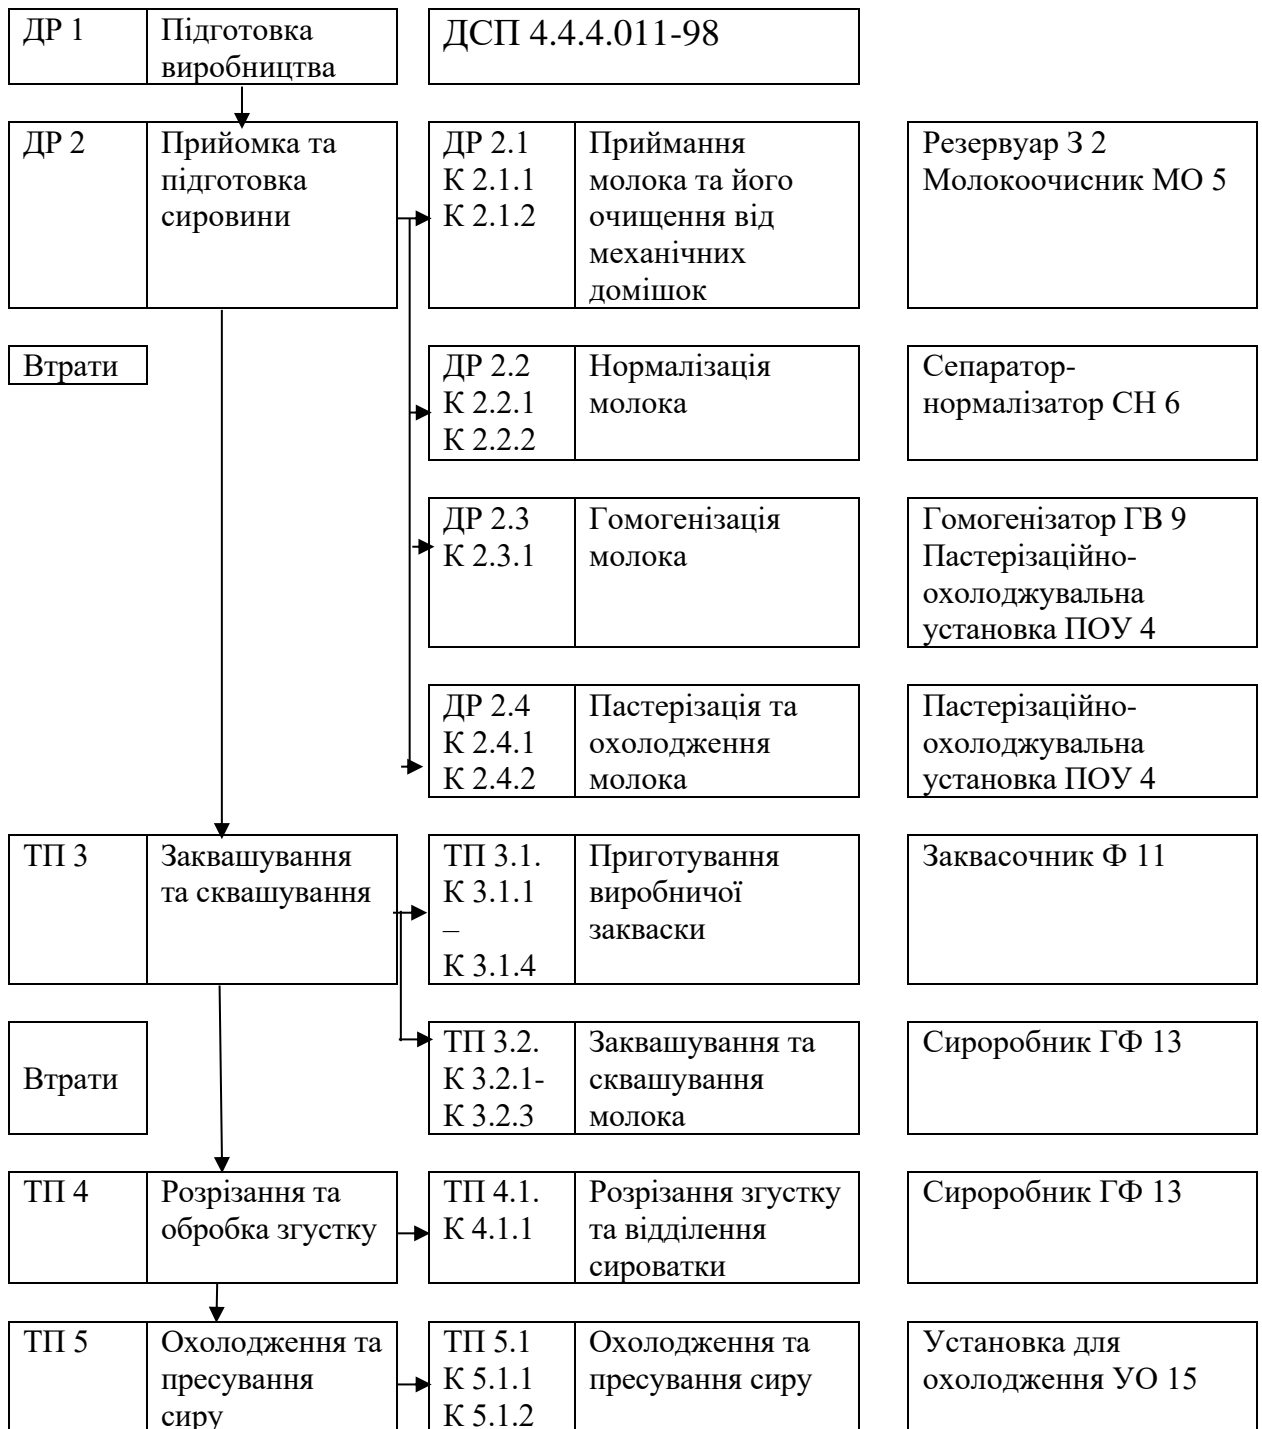 ДР 1
Підготовка
виробництва
ДСП 4.4.4.011-98
ДР 2
Прийомка та
підготовка
сировини
ДР 2.1
К 2.1.1
К 2.1.2
Приймання
молока та його
очищення від
механічних
домішок
Резервуар З 2
Молокоочисник МО 5
Втрати
ДР 2.2
К 2.2.1
К 2.2.2
Нормалізація
молока
Сепаратор-
нормалізатор СН 6
ДР 2.3
К 2.3.1
Гомогенізація
молока
Гомогенізатор ГВ 9
Пастерізаційно-
охолоджувальна
установка ПОУ 4
ДР 2.4
К 2.4.1
К 2.4.2
Пастерізація та
охолодження
молока
Пастерізаційно-
охолоджувальна
установка ПОУ 4
ТП 3
Заквашування
та сквашування
ТП 3.1.
К 3.1.1
–
К 3.1.4
Приготування
виробничої
закваски
Заквасочник Ф 11
Втрати
ТП 3.2.
К 3.2.1-
К 3.2.3
Заквашування та
сквашування
молока
Сироробник ГФ 13
ТП 4
Розрізання та
обробка згустку
ТП 4.1.
К 4.1.1
Розрізання згустку
та відділення
сироватки
Сироробник ГФ 13
ТП 5
Охолодження та
пресування
сиру
ТП 5.1
К 5.1.1
К 5.1.2
Охолодження та
пресування сиру
Установка для
охолодження УО 15